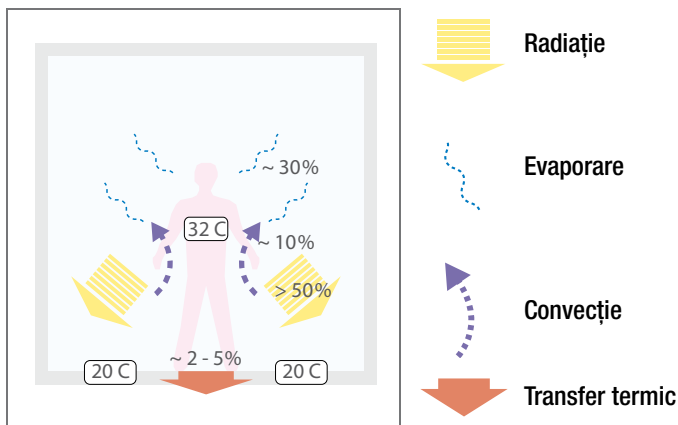 ~ 30%
32 C
~ 10%
> 50%
~ 2 - 5%
20 C
20 C
Radiație
Evaporare
Convecție
Transfer termic